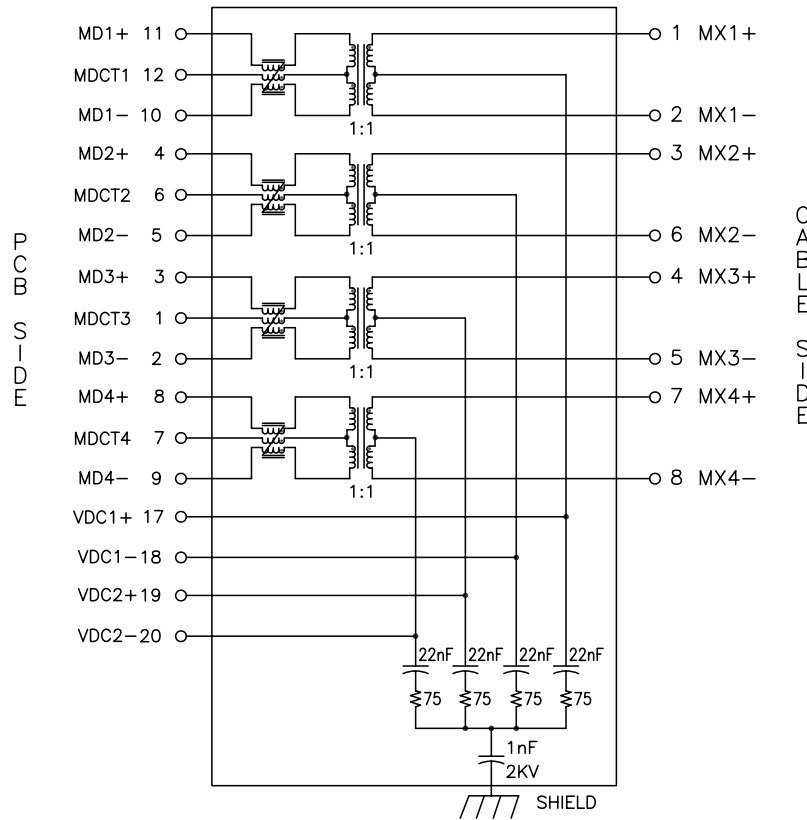 MD1+ 11
1 MX1+
MDCT1 12
MD1- 10
2 MX1-
1:1
MD2+ 4
3 MX2+
MDCT2 6
MD2- 5
6 MX2-
1:1
MD3+ 3
4 MX3+
MDCT3 1
MD3- 2
5 MX3-
1:1
MD4+ 8
7 MX4+
MDCT4 7
MD4- 9
8 MX4-
1:1
VDC1+ 17
VDC1- 18
VDC2+ 19
VDC2- 20
PCB SIDE
CABLE SIDE
22nF 22nF 22nF 22nF
75 75 75 75
1nF
2KV
SHIELD